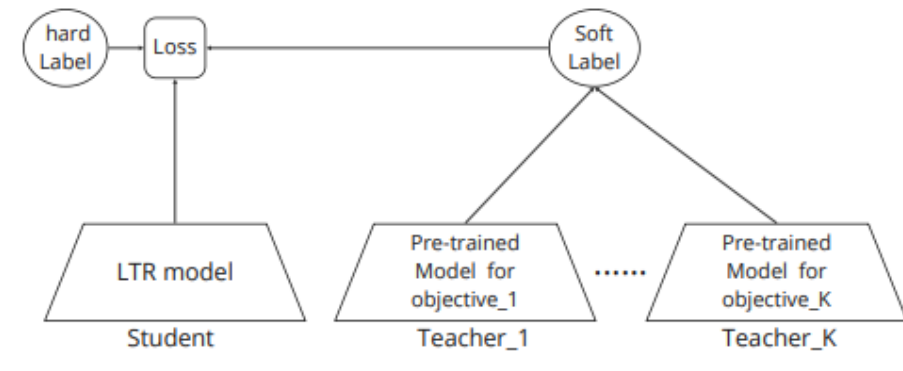 hard
Label
Loss
Soft
Label
LTR model
Pre-trained
Model for
objective_1
......
Pre-trained
Model for
objective_K
Student
Teacher_1
Teacher_K